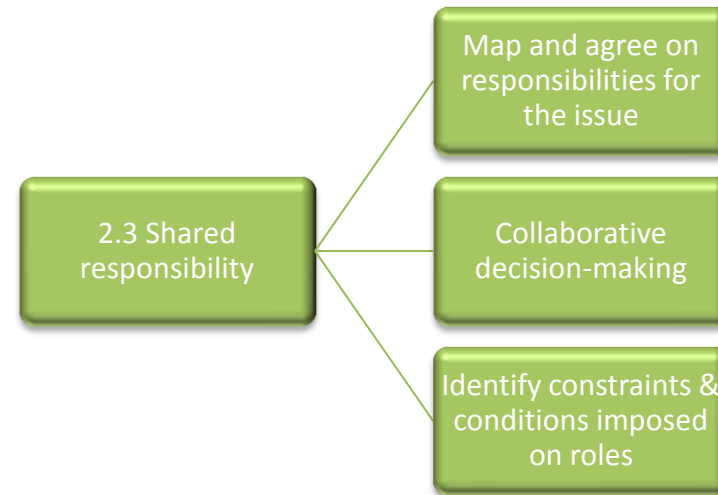 2.3 Shared
responsibility
Map and agree on
responsibilities for
the issue
Collaborative
decision-making
Identify constraints &
conditions imposed
on roles